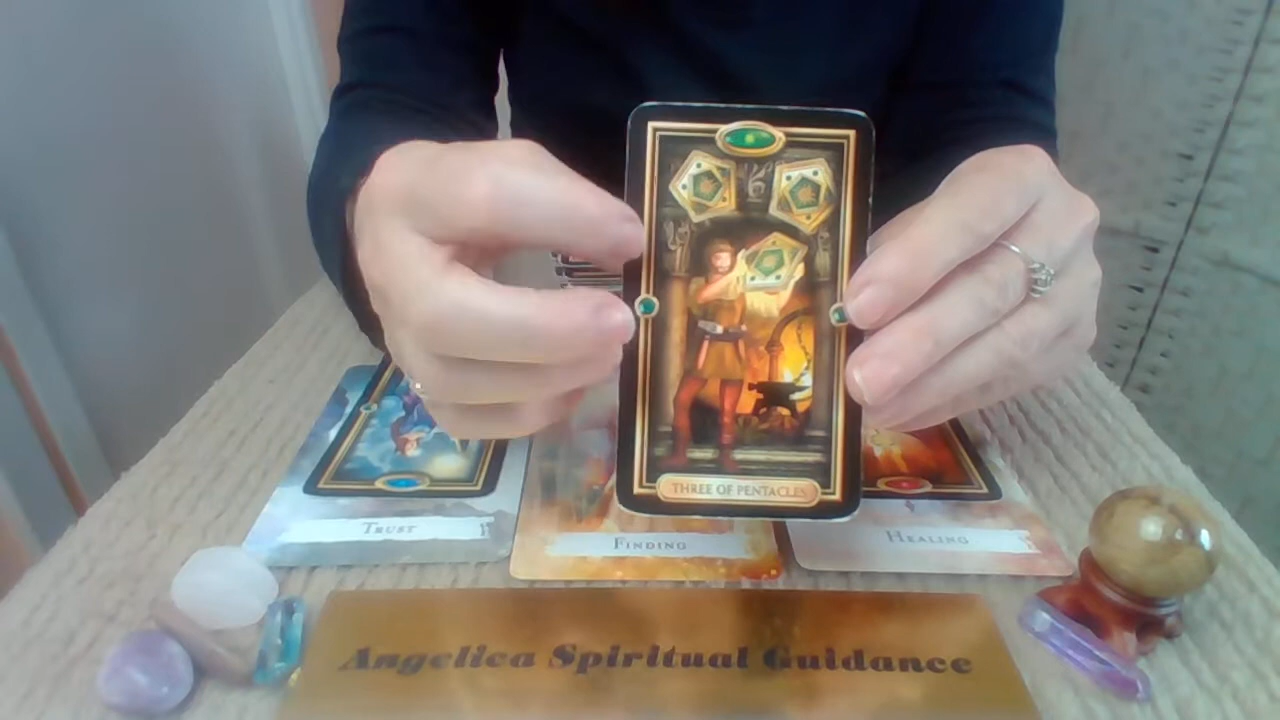 THREE OF PENTACLES
TRUST
FINDING
HEALING
Angelica Spiritual Guidance